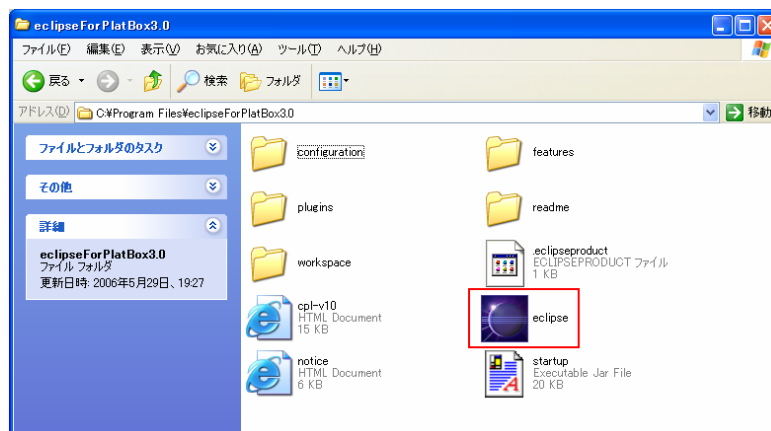 eclipseForPlatBox3.0
ファイル(F) 編集(E) 表示(V) お気に入り(A) ツール(T) ヘルプ(H)
戻る 検索 フォルダ
アドレス(D) C:¥Program Files¥eclipseForPlatBox3.0 移動
ファイルとフォルダのタスク
その他
詳細
eclipseForPlatBox3.0
ファイル フォルダ
更新日時: 2006年5月29日、19:27
configuration
features
plugins
readme
workspace
.eclipseproduct
ECLIPSEPRODUCT ファイル
1 KB
cpl-v10
HTML Document
15 KB
eclipse
notice
HTML Document
6 KB
startup
Executable Jar File
20 KB